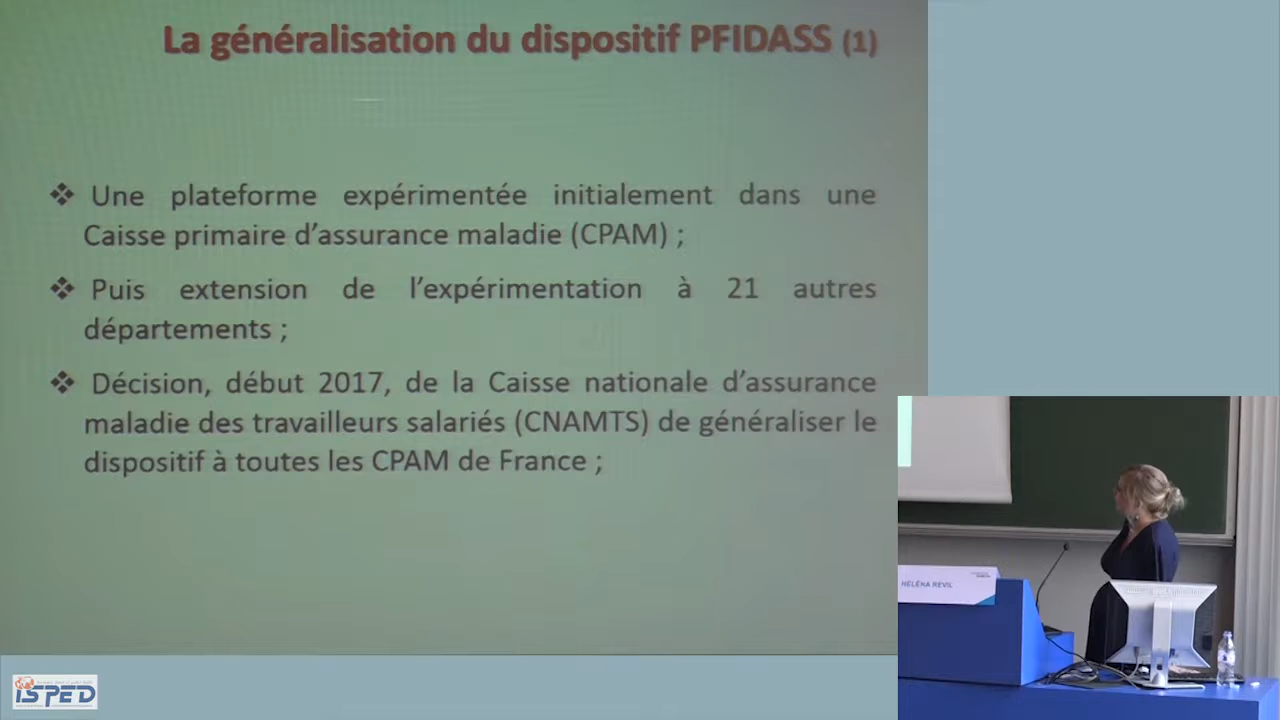 La généralisation du dispositif PFIDASS (1)
❖ Une plateforme expérimentée initialement dans une
Caisse primaire d’assurance maladie (CPAM) ;
❖ Puis extension de l’expérimentation à 21 autres
départements ;
❖ Décision, début 2017, de la Caisse nationale d’assurance
maladie des travailleurs salariés (CNAMTS) de généraliser le
dispositif à toutes les CPAM de France ;
HÉLÉNA REVIL
ISPED